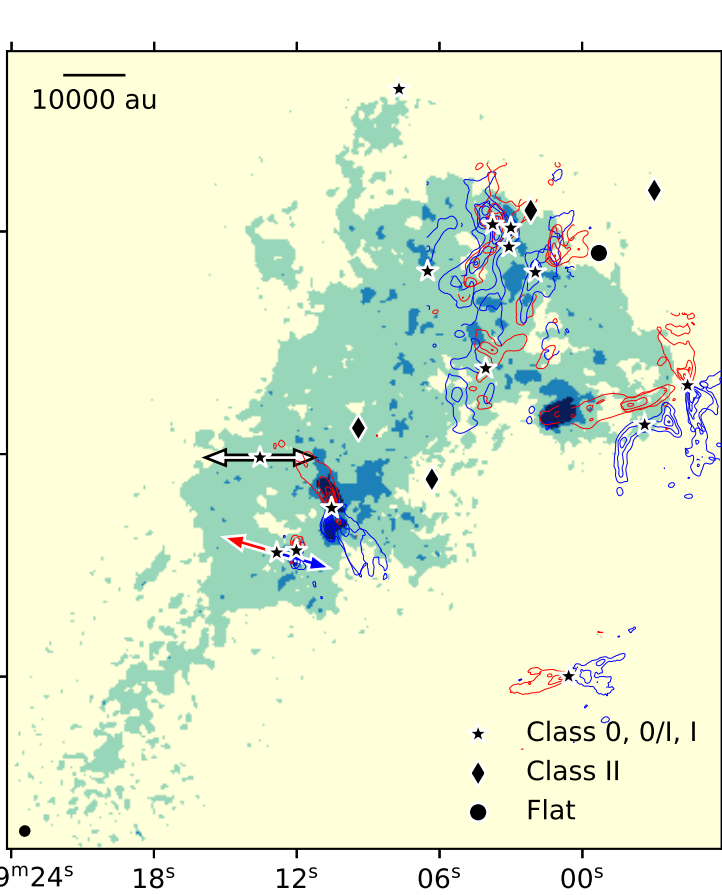 10000 au
Class 0, 0/I, I
Class II
Flat
9ᵐ24ˢ 18ˢ 12ˢ 06ˢ 00ˢ